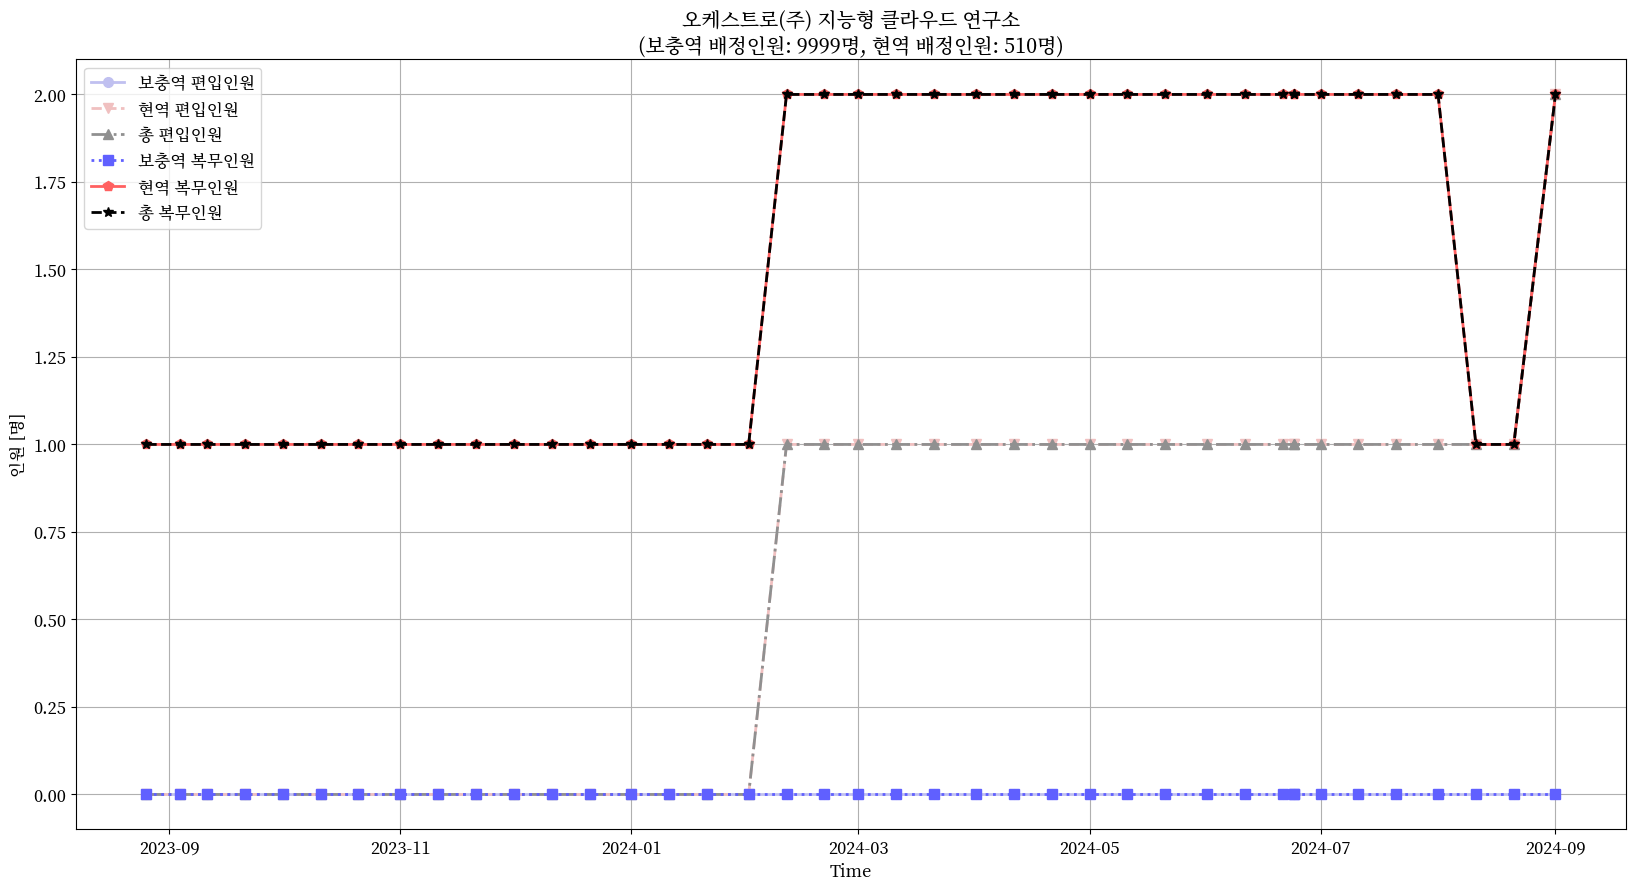 오케스트로(주) 지능형 클라우드 연구소
(보충역 배정인원: 9999명, 현역 배정인원: 510명)
보충역 편입인원
현역 편입인원
총 편입인원
보충역 복무인원
현역 복무인원
총 복무인원
인원 [명]
2.00
1.75
1.50
1.25
1.00
0.75
0.50
0.25
0.00
2023-09
2023-11
2024-01
2024-03
2024-05
2024-07
2024-09
Time